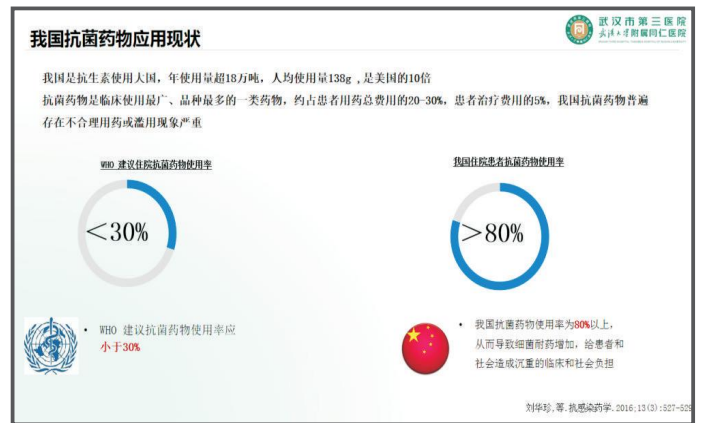 我国抗菌药物应用现状
武汉市第三医院
武汉大学附属同仁医院
我国是抗生素使用大国，年使用量超18万吨，人均使用量138g ,是美国的10倍
抗菌药物是临床使用最广、品种最多的一类药物，约占患者用药总费用的20-30%，患者治疗费用的5%，我国抗菌药物普遍
存在不合理用药或滥用现象严重
WHO 建议住院抗菌药物使用率
我国住院患者抗菌药物使用率
<30%
>80%
• WHO 建议抗菌药物使用率应
小于30%
• 我国抗菌药物使用率为80%以上，
从而导致细菌耐药增加，给患者和
社会造成沉重的临床和社会负担
刘华珍,等.抗感染药学.2016;13(3):527-529